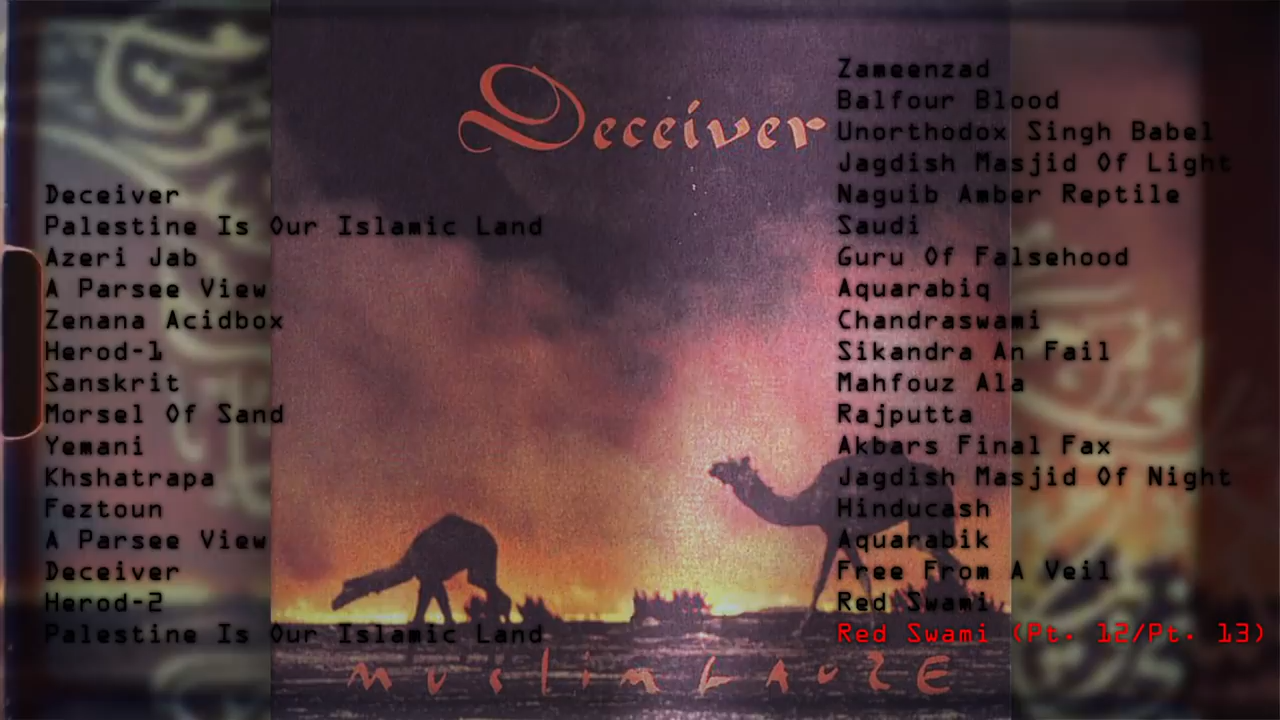 Deceiver
Deceiver
Palestine Is Our Islamic Land
Azeri Jab
A Parsee View
Zenana Acidbox
Herod-1
Sanskrit
Morsel Of Sand
Yemani
Khshatrapa
Feztoun
A Parsee View
Deceiver
Herod-2
Palestine Is Our Islamic Land
Zameenzad
Balfour Blood
Unorthodox Singh Babel
Jagdish Masjid Of Light
Naguib Amber Reptile
Saudi
Guru Of Falsehood
Aquarabiq
Chandraswami
Sikandra An Fail
Mahfouz Ala
Rajputta
Akbars Final Fax
Jagdish Masjid Of Night
Hinducash
Aquarabik
Free From A Veil
Red Swami
Red Swami (Pt. 12/Pt. 13)
muslimgauze